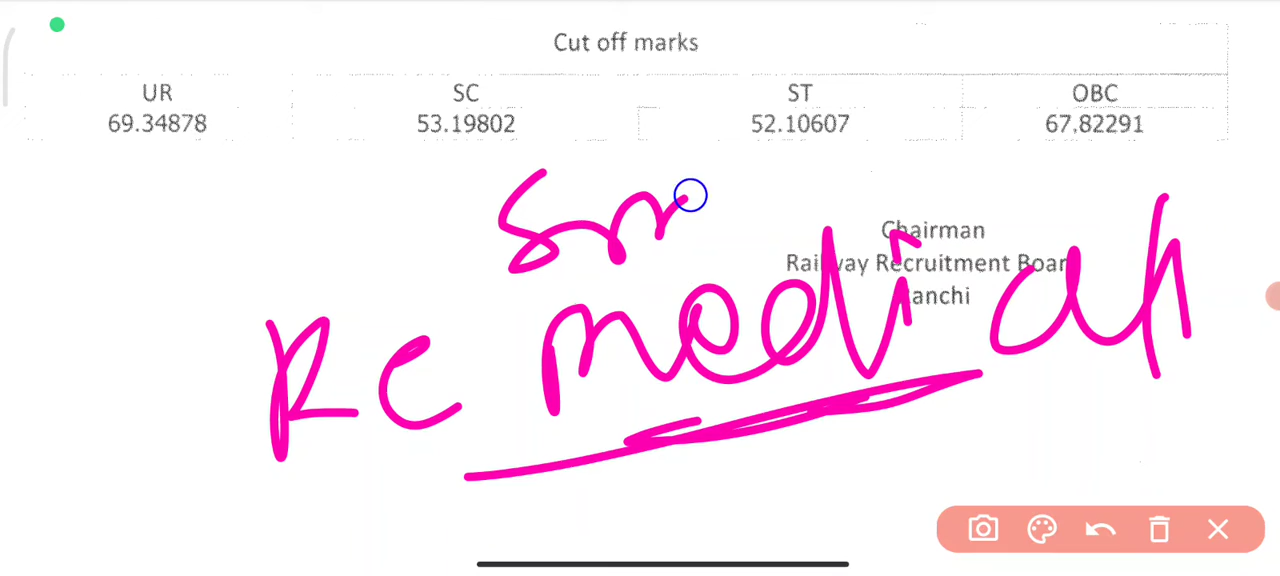 Cut off marks
UR SC ST OBC
69.34878 53.19802 52.10607 67.82291
Chairman
Railway Recruitment Board
Ranchi
Re medical